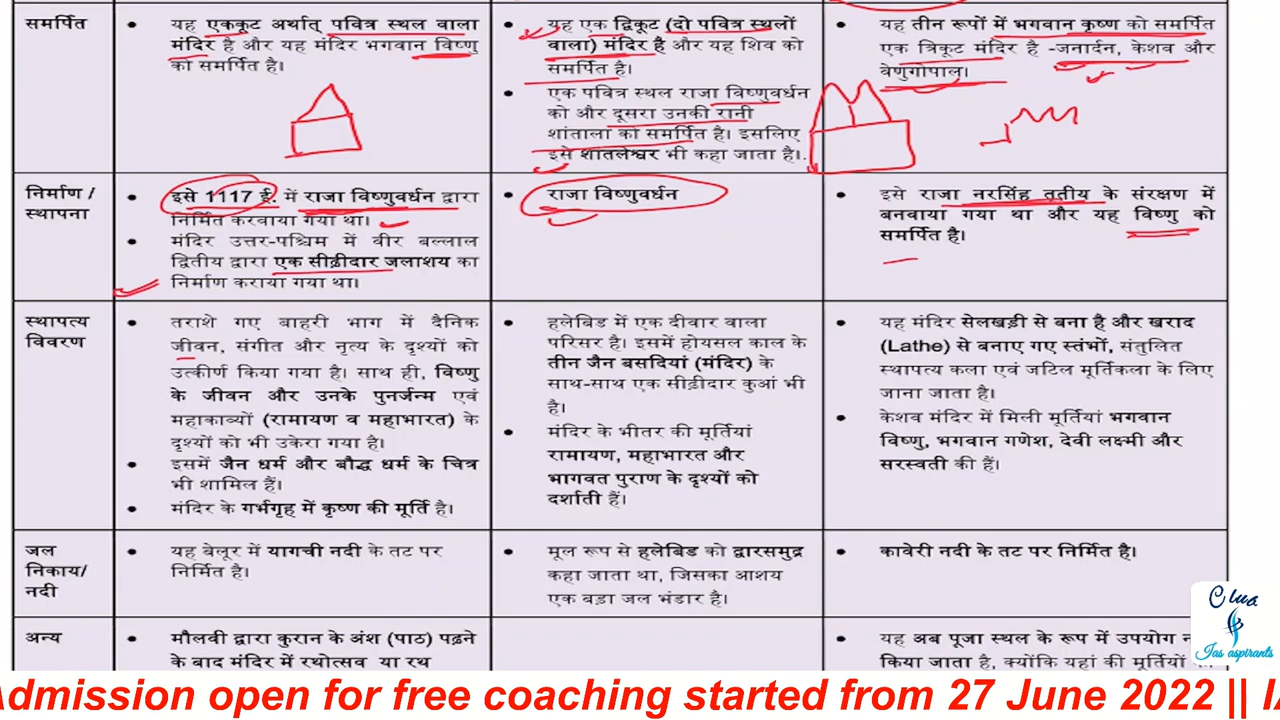 समर्पित
• यह एककूट अर्थात् पवित्र स्थल वाला
मंदिर है और यह मंदिर भगवान विष्णु
को समर्पित है।
• यह एक द्विकूट (दो पवित्र स्थलों
वाला) मंदिर है और यह शिव को
समर्पित है।
• एक पवित्र स्थल राजा विष्णुवर्धन
को और दूसरा उनकी रानी
शांताला को समर्पित है। इसलिए
इसे शांतलेश्वर भी कहा जाता है।.
• यह तीन रूपों में भगवान कृष्ण को समर्पित
एक त्रिकूट मंदिर है -जनार्दन, केशव और
वेणुगोपाल।
निर्माण /
स्थापना
• इसे 1117 ई. में राजा विष्णुवर्धन द्वारा
निर्मित करवाया गया था।
• मंदिर उत्तर-पश्चिम में वीर बल्लाल
द्वितीय द्वारा एक सीढ़ीदार जलाशय का
निर्माण कराया गया था।
• राजा विष्णुवर्धन
• इसे राजा नरसिंह तृतीय के संरक्षण में
बनवाया गया था और यह विष्णु को
समर्पित है।
स्थापत्य
विवरण
• तराशे गए बाहरी भाग में दैनिक
जीवन, संगीत और नृत्य के दृश्यों को
उत्कीर्ण किया गया है। साथ ही, विष्णु
के जीवन और उनके पुनर्जन्म एवं
महाकाव्यों (रामायण व महाभारत) के
दृश्यों को भी उकेरा गया है।
• इसमें जैन धर्म और बौद्ध धर्म के चित्र
भी शामिल हैं।
• मंदिर के गर्भगृह में कृष्ण की मूर्ति है।
• हलेबिड में एक दीवार वाला
परिसर है। इसमें होयसल काल के
तीन जैन बसदियां (मंदिर) के
साथ-साथ एक सीढ़ीदार कुआं भी
है।
• मंदिर के भीतर की मूर्तियां
रामायण, महाभारत और
भागवत पुराण के दृश्यों को
दर्शाती हैं।
• यह मंदिर सेलखड़ी से बना है और खराद
(Lathe) से बनाए गए स्तंभों, संतुलित
स्थापत्य कला एवं जटिल मूर्तिकला के लिए
जाना जाता है।
• केशव मंदिर में मिली मूर्तियां भगवान
विष्णु, भगवान गणेश, देवी लक्ष्मी और
सरस्वती की हैं।
जल
निकाय/
नदी
• यह बेलूर में यागची नदी के तट पर
निर्मित है।
• मूल रूप से हलेबिड को द्वारसमुद्र
कहा जाता था, जिसका आशय
एक बड़ा जल भंडार है।
• कावेरी नदी के तट पर निर्मित है।
अन्य
• मौलवी द्वारा कुरान के अंश (पाठ) पढ़ने
के बाद मंदिर में रथोत्सव या रथ
• यह अब पूजा स्थल के रूप में उपयोग
किया जाता है, क्योंकि यहां की मूर्तियों
Clue
Ias aspirants
Admission open for free coaching started from 27 June 2022 ||